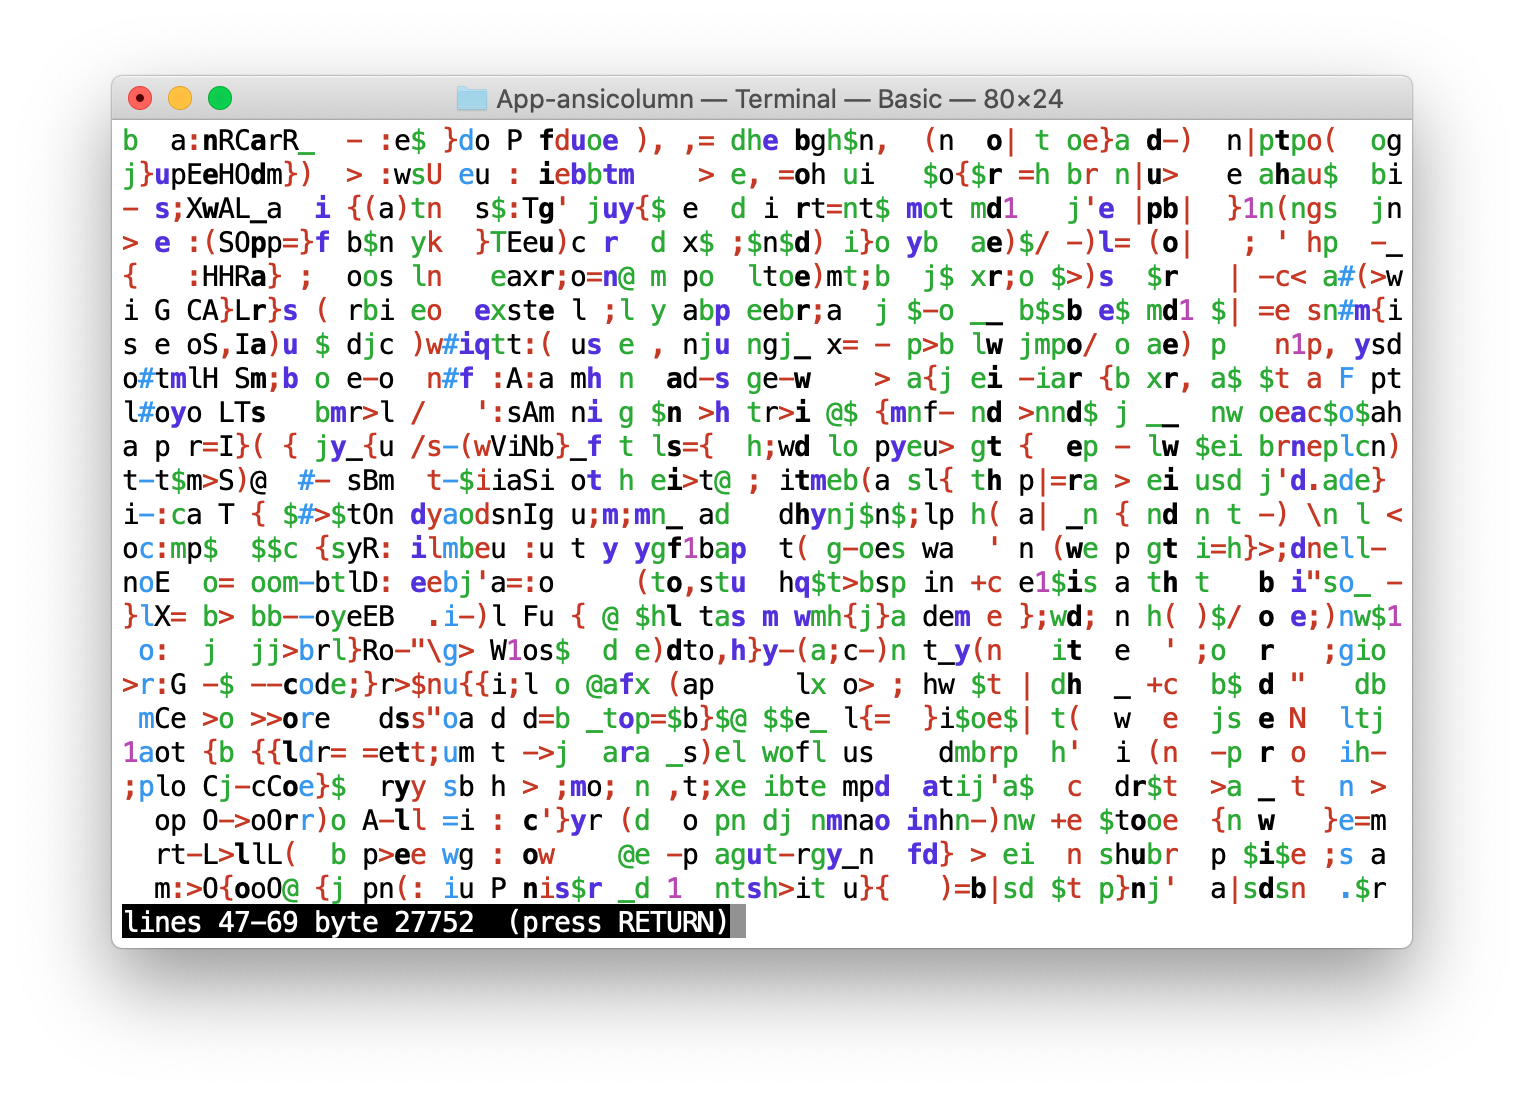 App-ansicolumn — Terminal — Basic — 80×24
b  a:nRCarR_  - :e$ }do P fduoe ), ,= dhe bgh$n,  (n  o| t oe}a d-)  n|ptpo(  og
j}upEeHOdm})  > :wsU eu : iebbtm    > e, =oh ui   $o{$r =h br n|u>   e ahau$  bi
- s;XwAL_a  i {(a)tn  s$:Tg' juy{$ e  d i rt=nt$ mot md1   j'e |pb|  }1n(ngs  jn
> e :(SOpp=}f b$n yk  }TEeu)c r  d x$ ;$n$d) i}o yb  ae)$/ -)l= (o|   ; ' hp  -_
{   :HHRa} ;  oos ln   eaxr;o=n@ m po  ltoe)mt;b  j$ xr;o $>)s  $r   | -c< a#(>w
i G CA}Lr}s ( rbi eo  exste l ;l y abp eebr;a  j $-o __ b$sb e$ md1 $| =e sn#m{i
s e oS,Ia)u $ djc )w#iqtt:( us e , nju ngj_ x= - p>b lw jmpo/ o ae) p   n1p, ysd
o#tmlH Sm;b o e-o  n#f :A:a mh n  ad-s ge-w    > a{j ei -iar {b xr, a$ $t a F pt
l#oyo LTs   bmr>l /   ':sAm ni g $n >h tr>i @$ {mnf- nd >nnd$ j __  nw oeac$o$ah
a p r=I}( { jy_{u /s-(wViNb}_f t ls={  h;wd lo pyeu> gt {  ep - lw $ei brneplcn)
t-t$m>S)@  #- sBm  t-$iiaSi ot h ei>t@ ; itmeb(a sl{ th p|=ra > ei usd j'd.ade}
i-:ca T { $#>$tOn dyaodsnIg u;m;mn_ ad   dhynj$n$;lp h( a| _n { nd n t -) \n l <
oc:mp$  $$c {syR: ilmbeu :u t y ygf1bap  t( g-oes wa  ' n (we p gt i=h}>;dnell-
noE  o= oom-btlD: eebj'a=:o     (to,stu  hq$t>bsp in +c e1$is a th t   b i"so_ -
}lX= b> bb--oyeEB  .i-)l Fu { @ $hl tas m wmh{j}a dem e };wd; n h( )$/ o e;)nw$1
 o:  j  jj>brl}Ro-"\g> W1os$  d e)dto,h}y-(a;c-)n t_y(n   it  e  ' ;o  r   ;gio
>r:G -$ --code;}r>$nu{{i;l o @afx (ap     lx o> ; hw $t | dh  _ +c  b$ d "   db
 mCe >o >>ore   dss"oa d d=b _top=$b}$@ $$e_ l{=  }i$oe$| t(  w  e  js e N  ltj
1aot {b {{ldr= =ett;um t ->j  ara _s)el wofl us    dmbrp  h'  i (n  -p r o  ih-
;plo Cj-cCoe}$  ryy sb h > ;mo; n ,t;xe ibte mpd  atij'a$  c  dr$t  >a _ t  n >
  op O->oOrr)o A-ll =i : c'}yr (d  o pn dj nmnao inhn-)nw +e $tooe  {n w   }e=m
  rt-L>llL(  b p>ee wg : ow    @e -p agut-rgy_n  fd} > ei  n shubr  p $i$e ;s a
  m:>O{ooO@ {j pn(: iu P nis$r _d 1  ntsh>it u}{   )=b|sd $t p}nj'  a|sdsn  .$r
lines 47-69 byte 27752  (press RETURN)